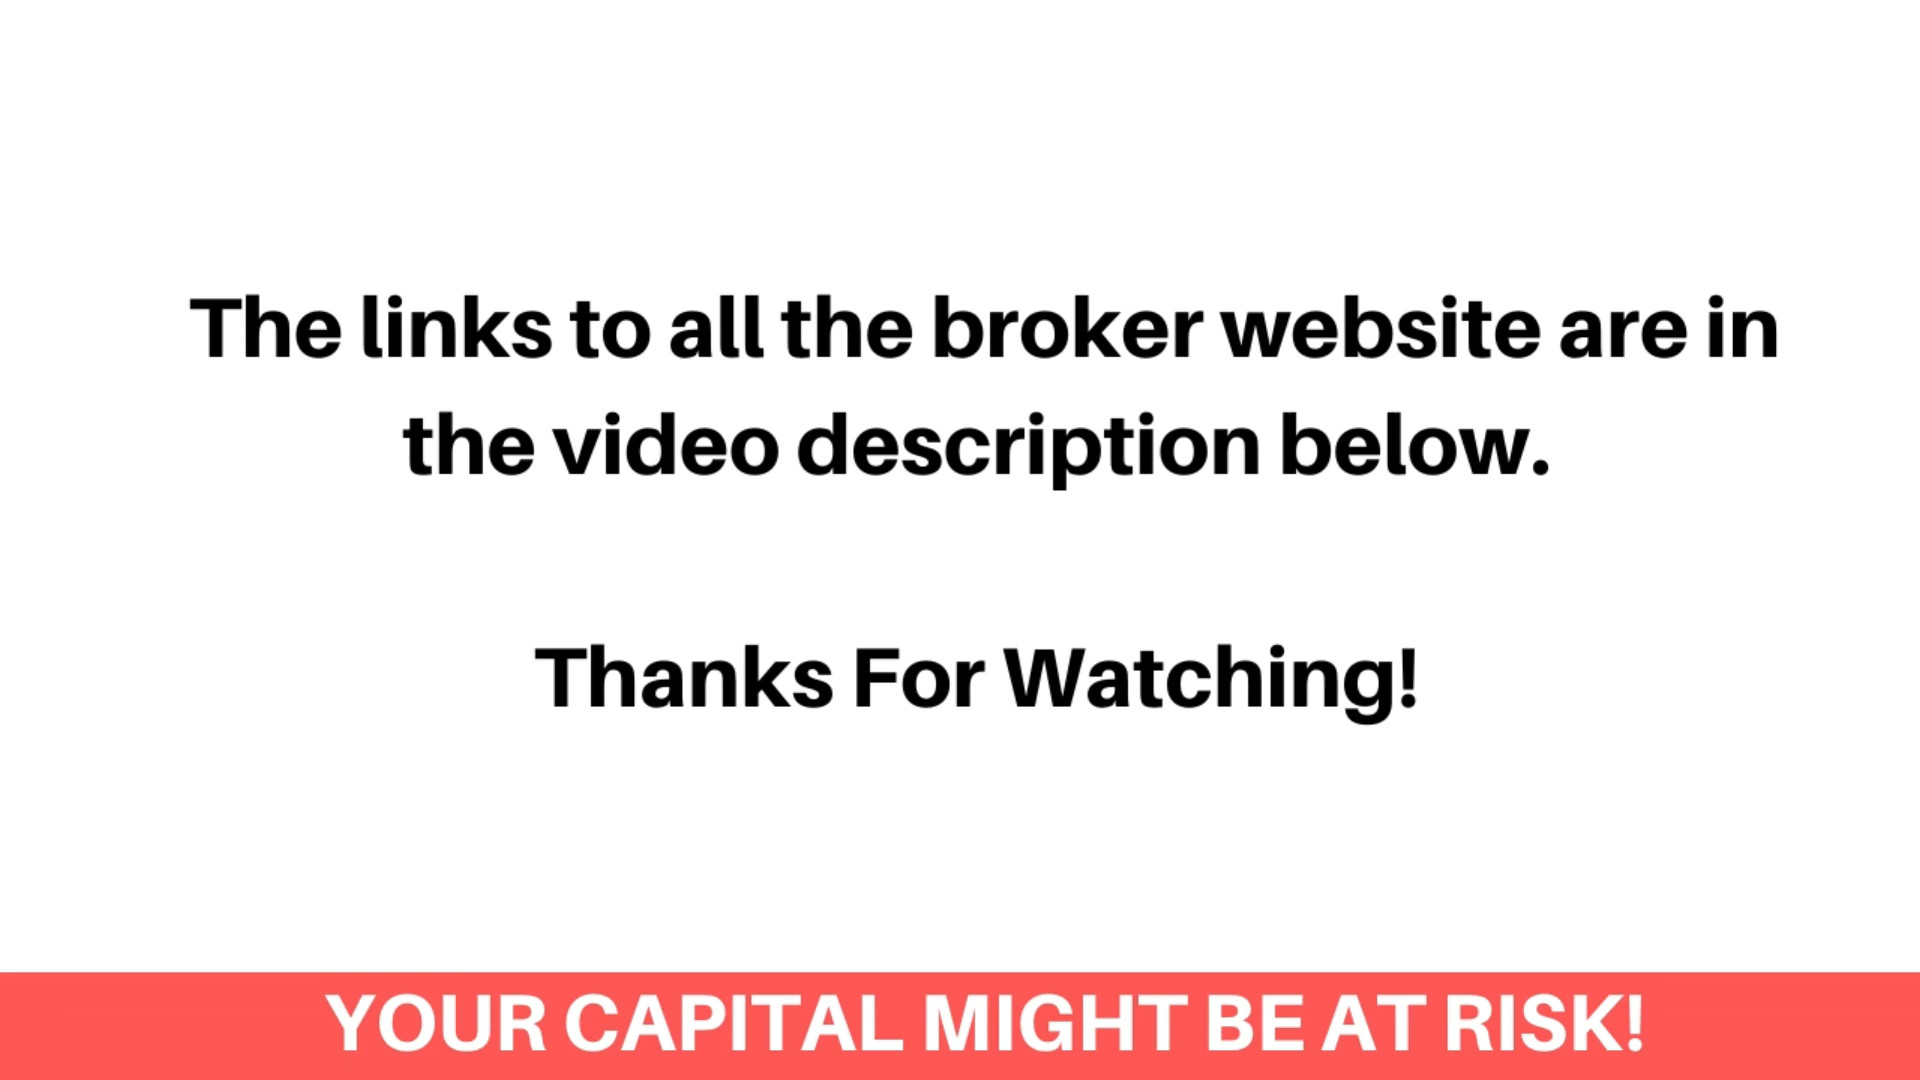 The links to all the broker website are in
the video description below.
Thanks For Watching!
YOUR CAPITAL MIGHT BE AT RISK!